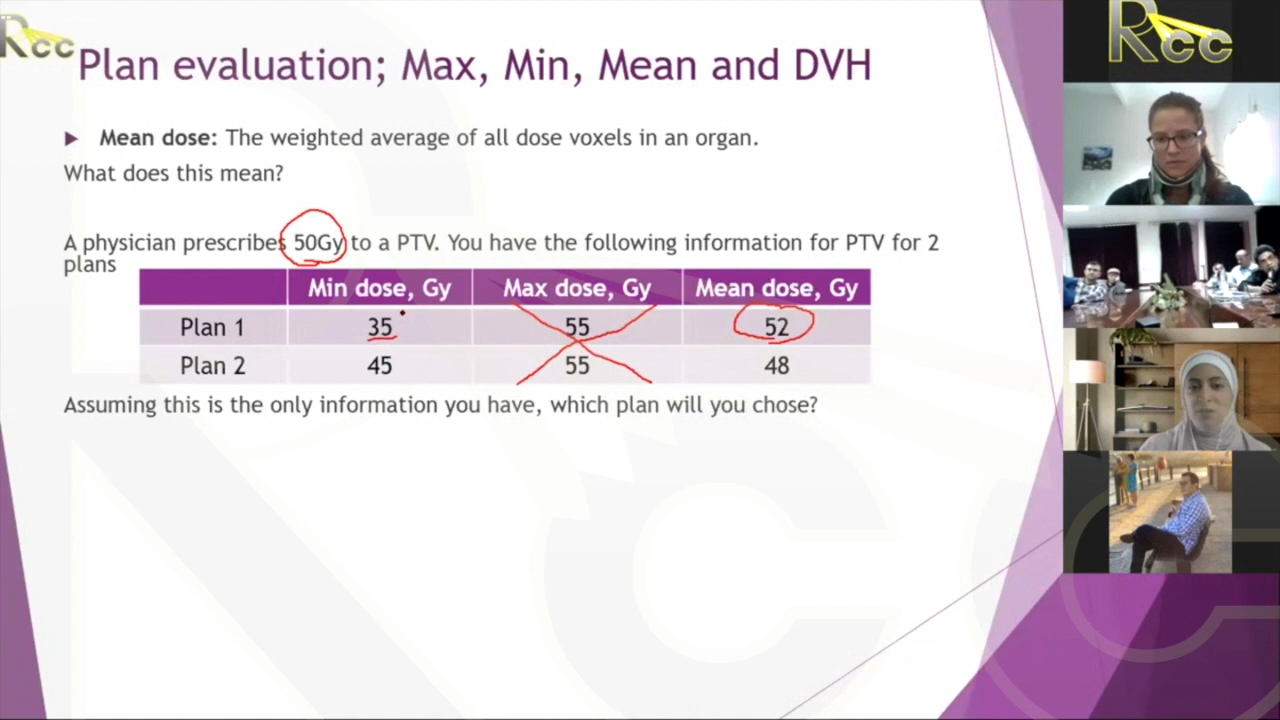 Rcc
Rcc
Plan evaluation; Max, Min, Mean and DVH
Mean dose: The weighted average of all dose voxels in an organ.
What does this mean?
A physician prescribes 50Gy to a PTV. You have the following information for PTV for 2
plans
Min dose, Gy Max dose, Gy Mean dose, Gy
Plan 1 35 55 52
Plan 2 45 55 48
Assuming this is the only information you have, which plan will you chose?